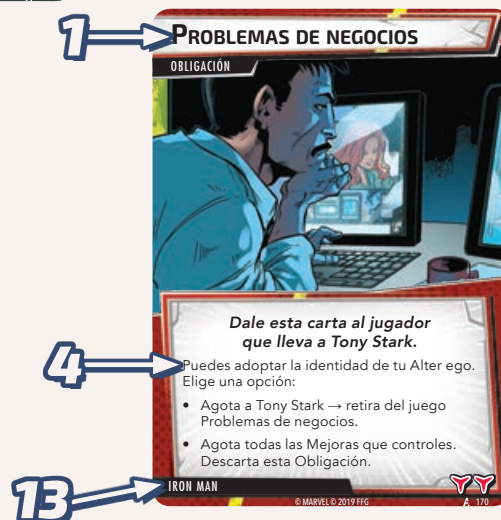 1
PROBLEMAS DE NEGOCIOS
OBLIGACIÓN
Dale esta carta al jugador
que lleva a Tony Stark.
4
Puedes adoptar la identidad de tu Alter ego.
Elige una opción:
• Agota a Tony Stark → retira del juego
Problemas de negocios.
• Agota todas las Mejoras que controles.
Descarta esta Obligación.
13
IRON MAN
© MARVEL © 2019 FFG
170